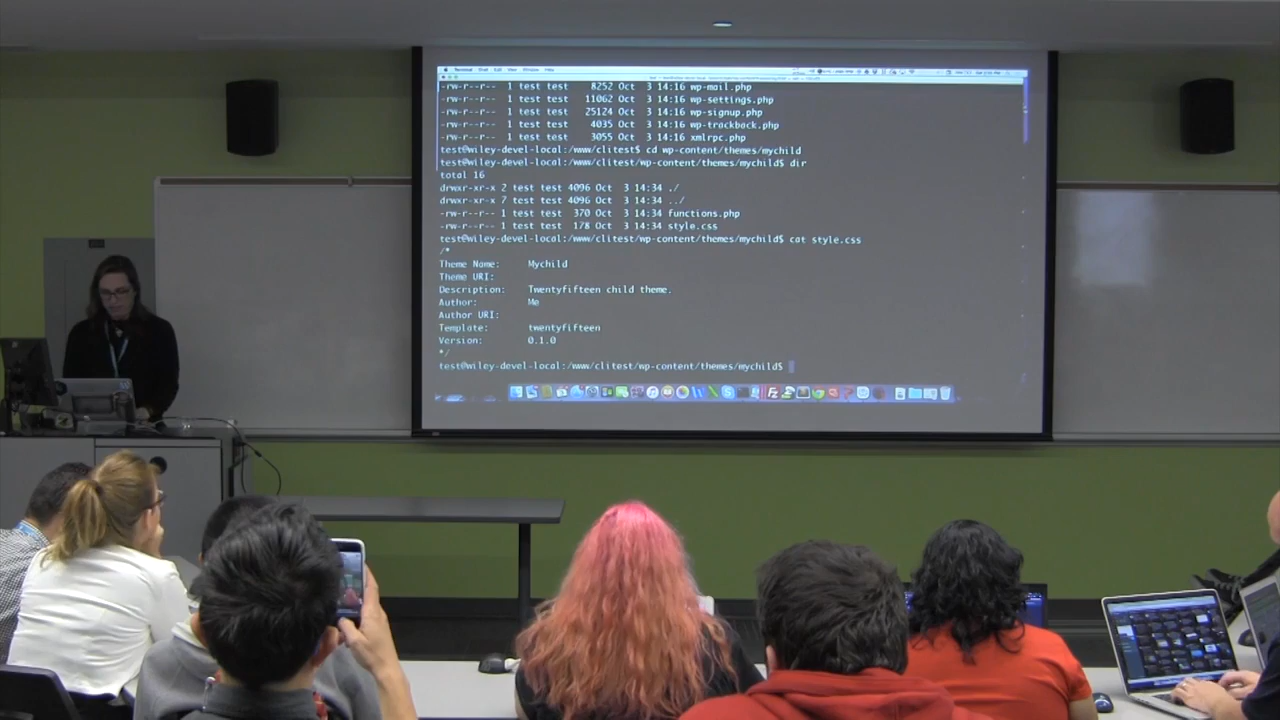 Terminal Shell Edit View Window Help
-rw-r--r-- 1 test test 8252 Oct 3 14:16 wp-mail.php
-rw-r--r-- 1 test test 11062 Oct 3 14:16 wp-settings.php
-rw-r--r-- 1 test test 25124 Oct 3 14:16 wp-signup.php
-rw-r--r-- 1 test test 4035 Oct 3 14:16 wp-trackback.php
-rw-r--r-- 1 test test 3055 Oct 3 14:16 xmlrpc.php
test@wiley-devel-local:/www/clitest$ cd wp-content/themes/mychild
test@wiley-devel-local:/www/clitest/wp-content/themes/mychild$ dir
total 16
drwxr-xr-x 2 test test 4096 Oct 3 14:34 ./
drwxr-xr-x 7 test test 4096 Oct 3 14:34 ../
-rw-r--r-- 1 test test 370 Oct 3 14:34 functions.php
-rw-r--r-- 1 test test 178 Oct 3 14:34 style.css
test@wiley-devel-local:/www/clitest/wp-content/themes/mychild$ cat style.css
/*
Theme Name: Mychild
Theme URI:
Description: Twentyfifteen child theme.
Author: Me
Author URI:
Template: twentyfifteen
Version: 0.1.0
*/
test@wiley-devel-local:/www/clitest/wp-content/themes/mychild$